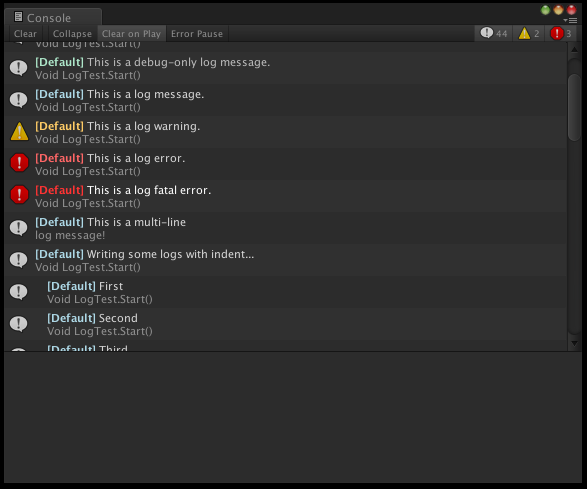 Console
Clear Collapse Clear on Play Error Pause 44 2 3
Void LogTest.Start()
[Default] This is a debug-only log message.
Void LogTest.Start()
[Default] This is a log message.
Void LogTest.Start()
[Default] This is a log warning.
Void LogTest.Start()
[Default] This is a log error.
Void LogTest.Start()
[Default] This is a log fatal error.
Void LogTest.Start()
[Default] This is a multi-line
log message!
[Default] Writing some logs with indent...
Void LogTest.Start()
[Default] First
Void LogTest.Start()
[Default] Second
Void LogTest.Start()
[Default] Third